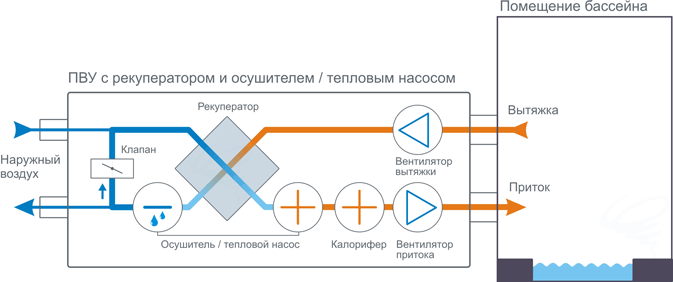 Помещение бассейна
ПВУ с рекуператором и осушителем / тепловым насосом
Рекуператор
Вытяжка
Клапан
Наружный
воздух
Вентилятор
вытяжки
Приток
Осушитель / тепловой насос
Калорифер
Вентилятор
притока